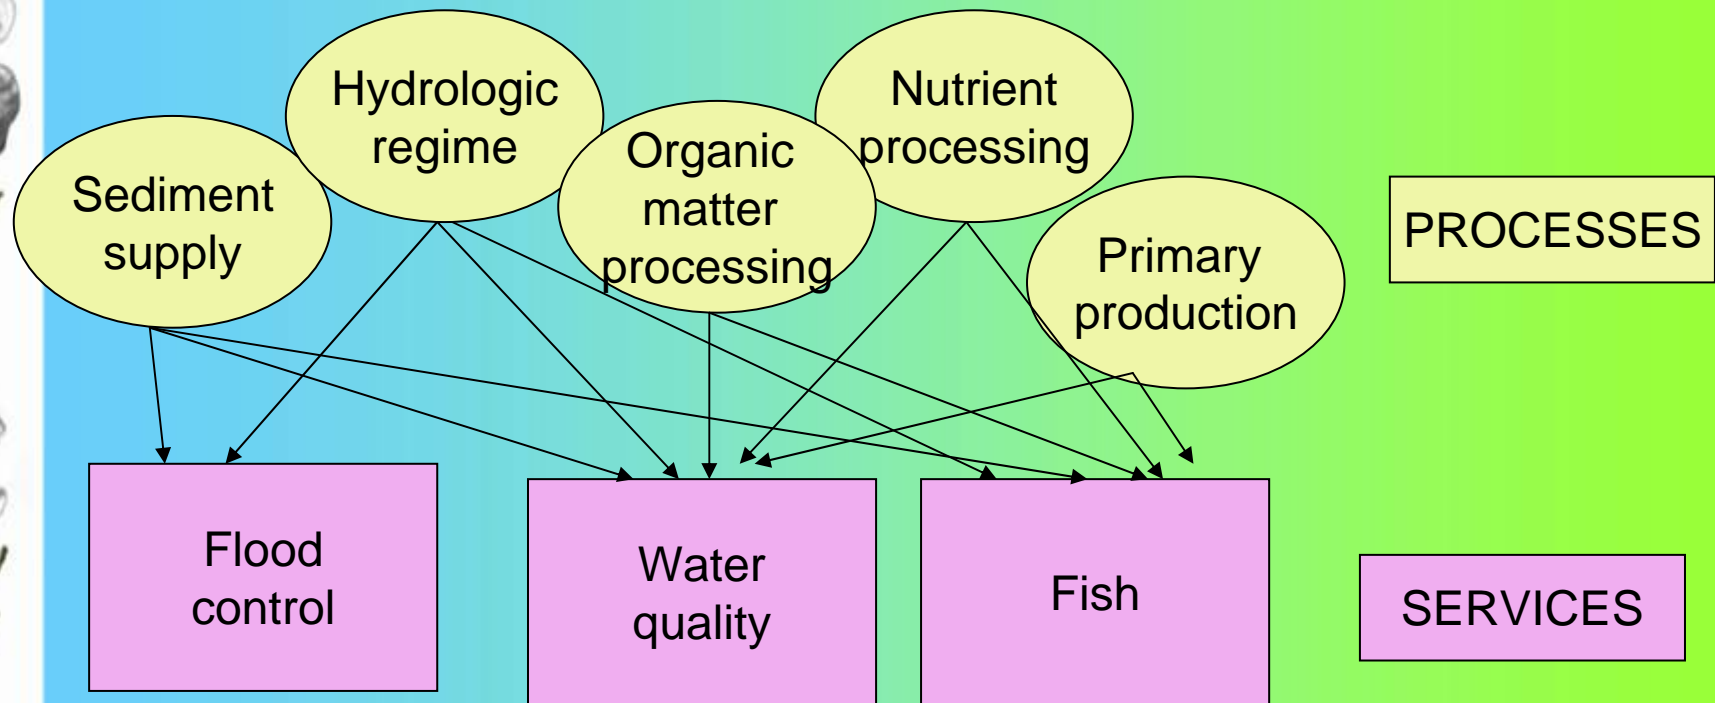 Hydrologic
regime
Nutrient
processing
Organic
matter
processing
Sediment
supply
Primary
production
PROCESSES
Flood
control
Water
quality
Fish
SERVICES